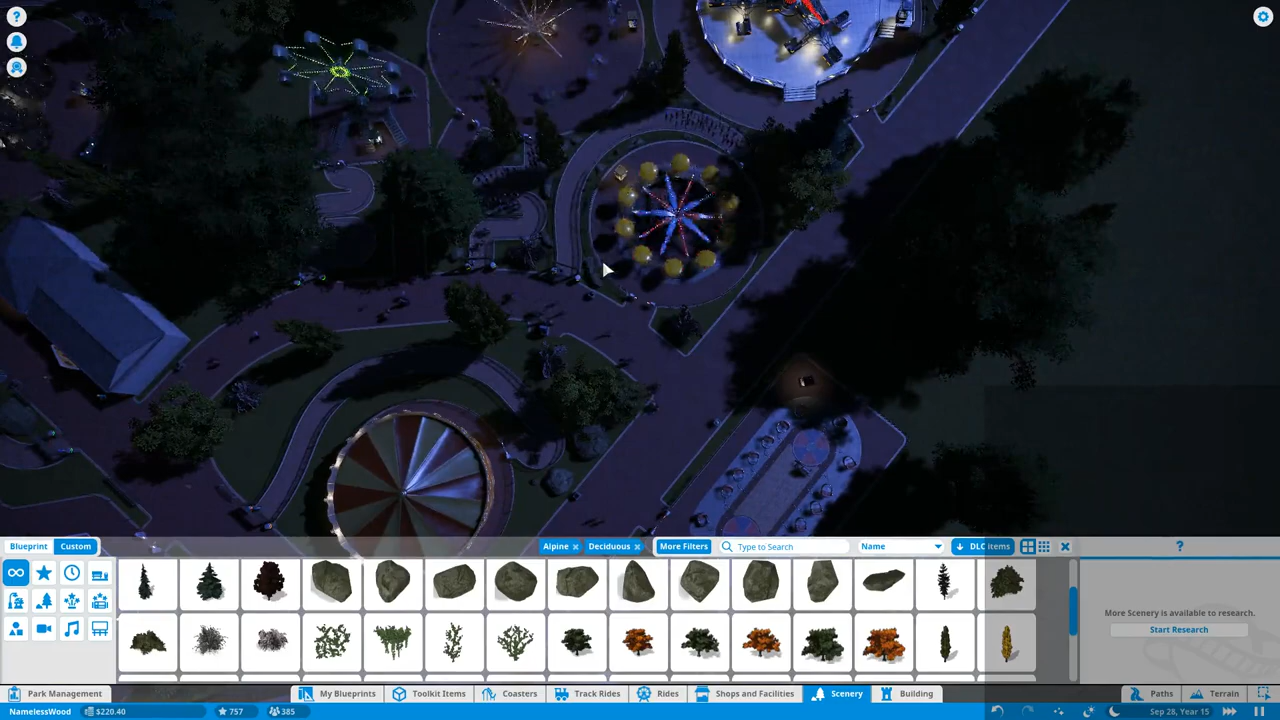 Blueprint Custom Alpine × Deciduous × More Filters Type to Search Name DLC Items ?
More Scenery is available to research.
Start Research
Park Management My Blueprints Toolkit Items Coasters Track Rides Rides Shops and Facilities Scenery Building Paths Terrain
NamelessWood $220.40 757 385 Sep 28, Year 15